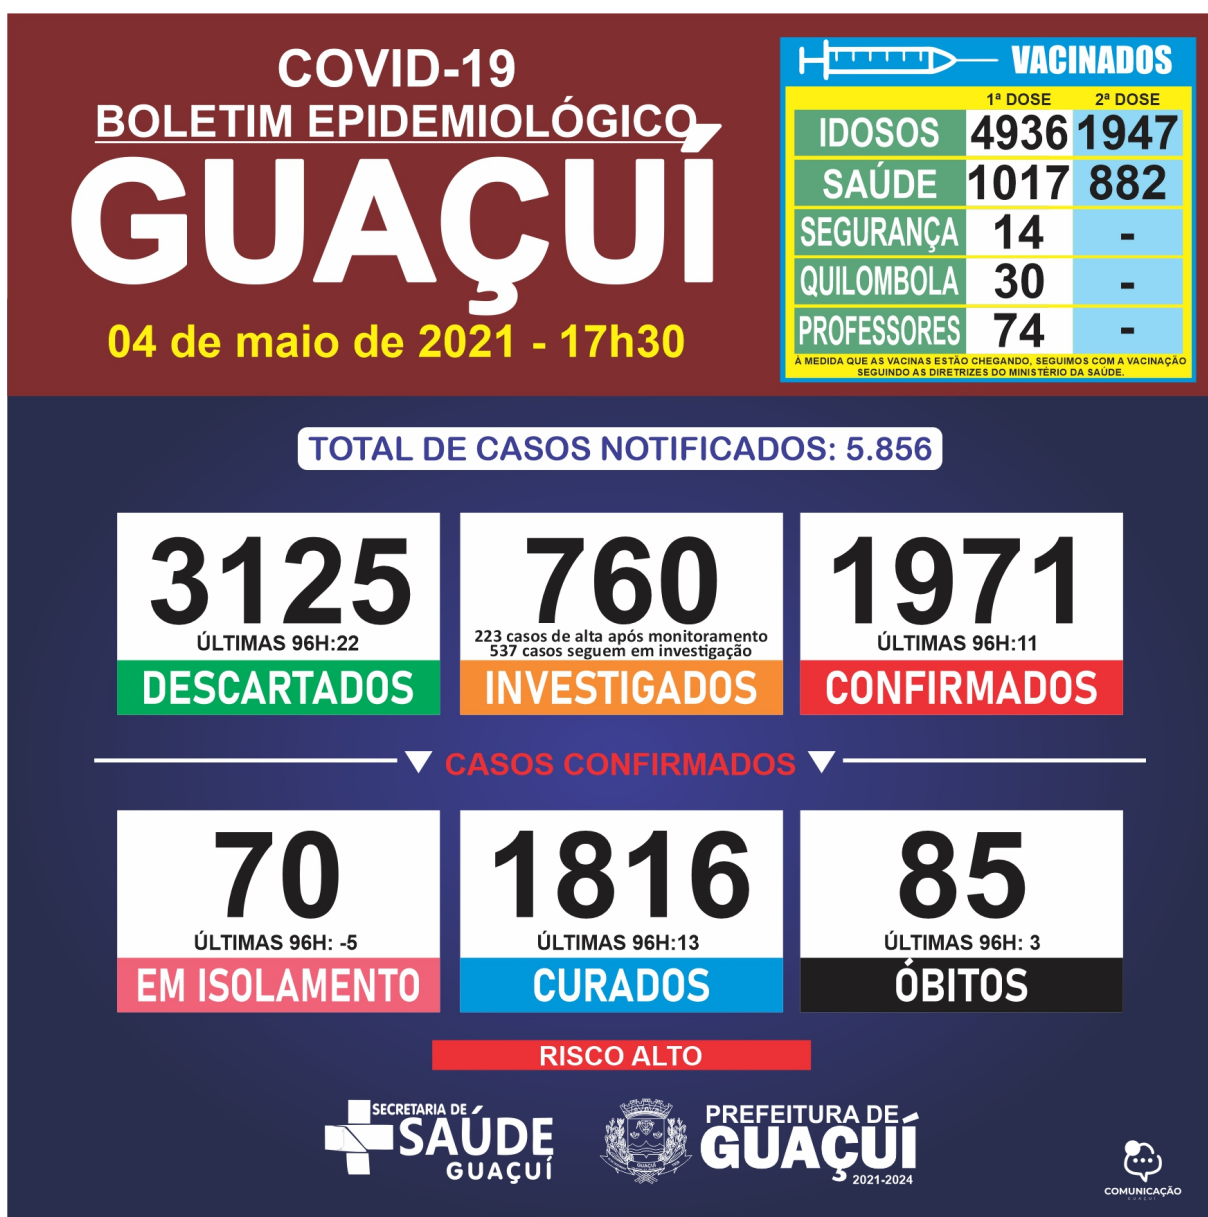 COVID-19
BOLETIM EPIDEMIOLÓGICO
GUAÇUÍ
04 de maio de 2021 - 17h30
VACINADOS
1ª DOSE 2ª DOSE
IDOSOS 4936 1947
SAÚDE 1017 882
SEGURANÇA 14 -
QUILOMBOLA 30 -
PROFESSORES 74 -
À MEDIDA QUE AS VACINAS ESTÃO CHEGANDO, SEGUIMOS COM A VACINAÇÃO
SEGUINDO AS DIRETRIZES DO MINISTÉRIO DA SAÚDE.
TOTAL DE CASOS NOTIFICADOS: 5.856
3125
ÚLTIMAS 96H:22
DESCARTADOS
760
223 casos de alta após monitoramento
537 casos seguem em investigação
INVESTIGADOS
1971
ÚLTIMAS 96H:11
CONFIRMADOS
CASOS CONFIRMADOS
70
ÚLTIMAS 96H: -5
EM ISOLAMENTO
1816
ÚLTIMAS 96H:13
CURADOS
85
ÚLTIMAS 96H: 3
ÓBITOS
RISCO ALTO
SECRETARIA DE
SAÚDE
GUAÇUÍ
GUAÇUÍ
PREFEITURA DE
GUAÇUÍ
2021-2024
COMUNICAÇÃO
GUAÇUÍ